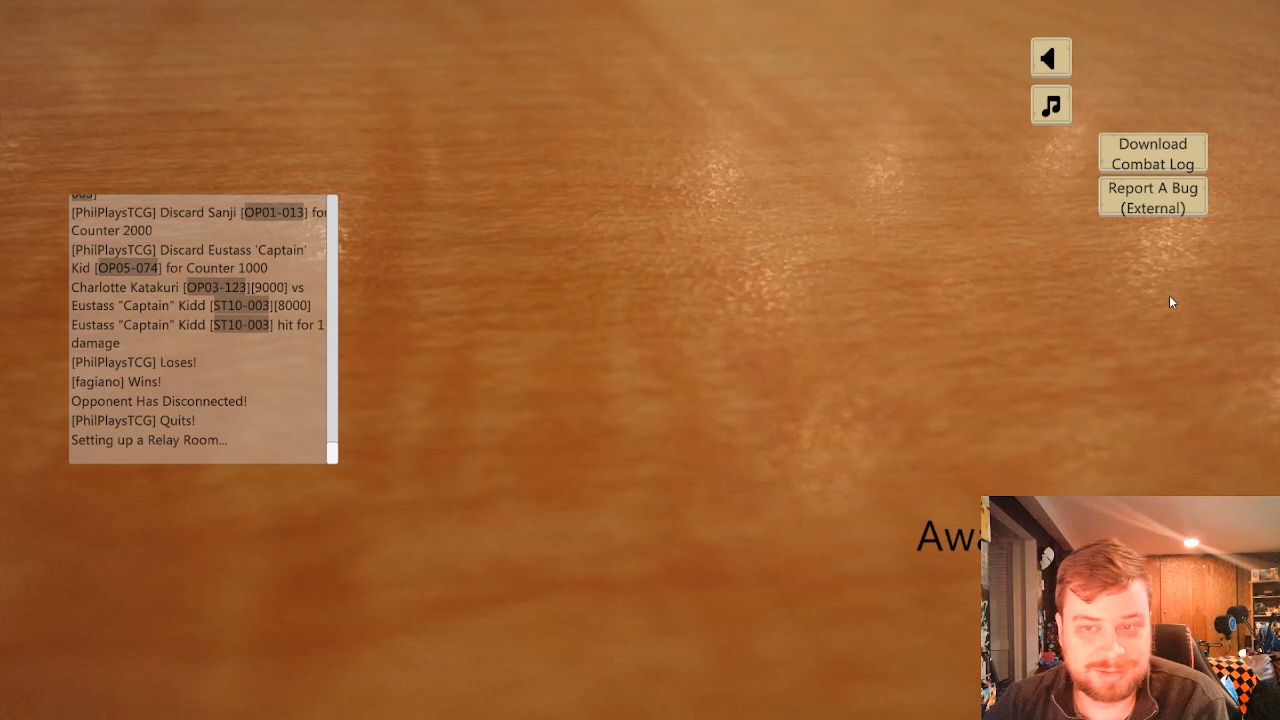 Download
Combat Log
Report A Bug
(External)
003]
[PhilPlaysTCG] Discard Sanji [OP01-013] for
Counter 2000
[PhilPlaysTCG] Discard Eustass 'Captain'
Kid [OP05-074] for Counter 1000
Charlotte Katakuri [OP03-123][9000] vs
Eustass "Captain" Kidd [ST10-003][8000]
Eustass "Captain" Kidd [ST10-003] hit for 1
damage
[PhilPlaysTCG] Loses!
[fagiano] Wins!
Opponent Has Disconnected!
[PhilPlaysTCG] Quits!
Setting up a Relay Room...